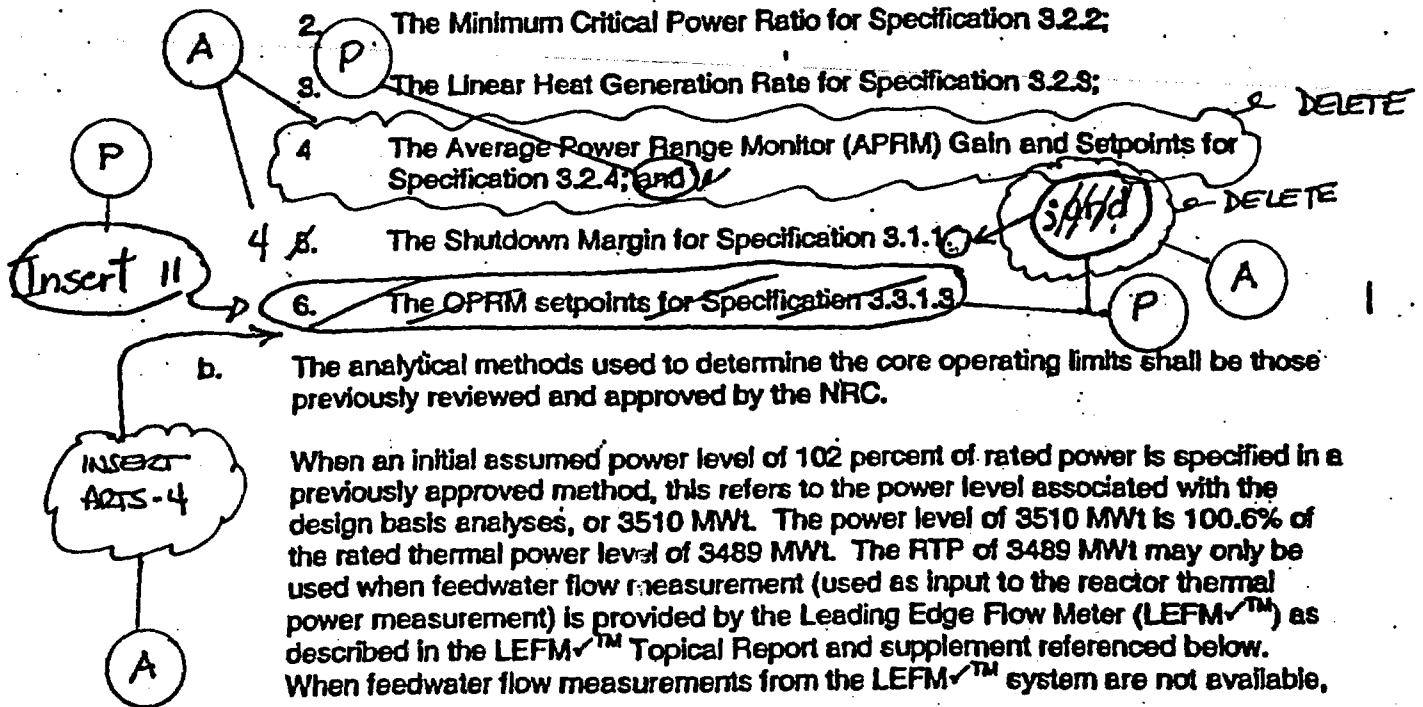 2. The Minimum Critical Power Ratio for Specification 3.2.2;
A
P
3. The Linear Heat Generation Rate for Specification 3.2.3;
DELETE
P
4 The Average Power Range Monitor (APRM) Gain and Setpoints for
Specification 3.2.4; and
; and
DELETE
4 5. The Shutdown Margin for Specification 3.1.1.
A
Insert 11
6. The OPRM setpoints for Specification 3.3.1.3
P
b. The analytical methods used to determine the core operating limits shall be those
previously reviewed and approved by the NRC.
INSERT
ARTS-4
When an initial assumed power level of 102 percent of rated power is specified in a
previously approved method, this refers to the power level associated with the
design basis analyses, or 3510 MWt. The power level of 3510 MWt is 100.6% of
the rated thermal power level of 3489 MWt. The RTP of 3489 MWt may only be
used when feedwater flow measurement (used as input to the reactor thermal
power measurement) is provided by the Leading Edge Flow Meter (LEFM✓™) as
described in the LEFM✓™ Topical Report and supplement referenced below.
When feedwater flow measurements from the LEFM✓™ system are not available,
A